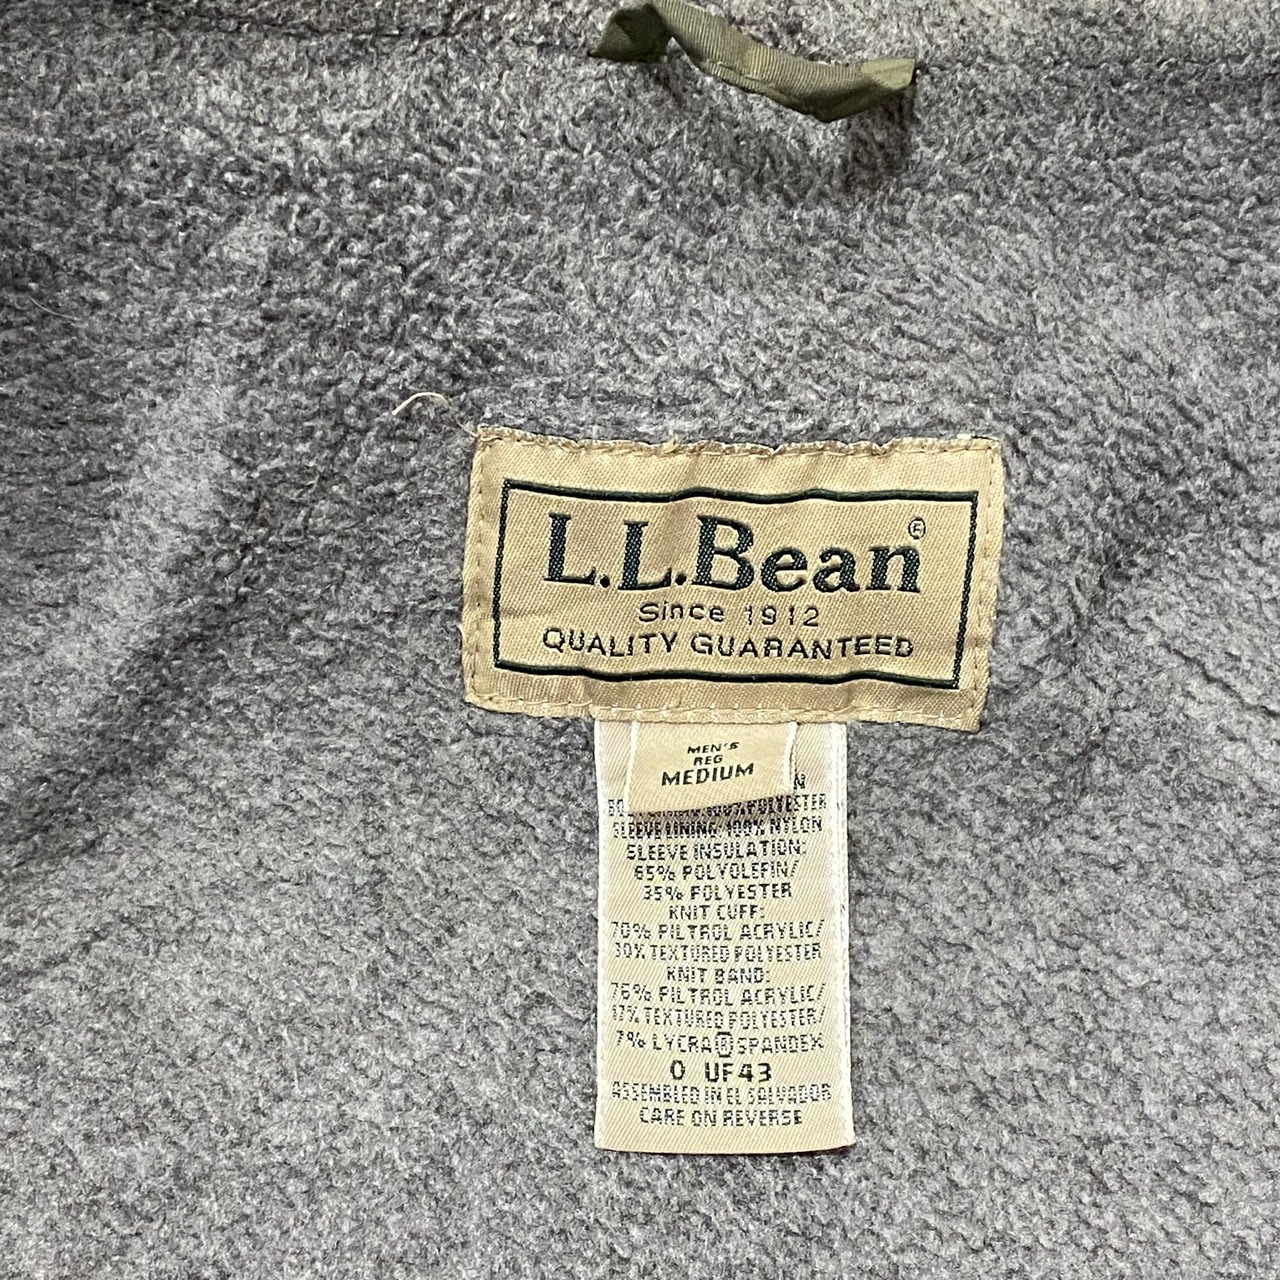 L.L.Bean®
Since 1912
QUALITY GUARANTEED
MEN'S
REG
MEDIUM
100% POLYESTER
SLEEVE LINING: 100% NYLON
SLEEVE INSULATION:
65% POLYOLEFIN/
35% POLYESTER
KNIT CUFF:
70% PILTROL ACRYLIC/
30% TEXTURED POLYESTER
KNIT BAND:
76% PILTROL ACRYLIC/
17% TEXTURED POLYESTER/
7% LYCRA® SPANDEX
0 UF43
ASSEMBLED IN EL SALVADOR
CARE ON REVERSE